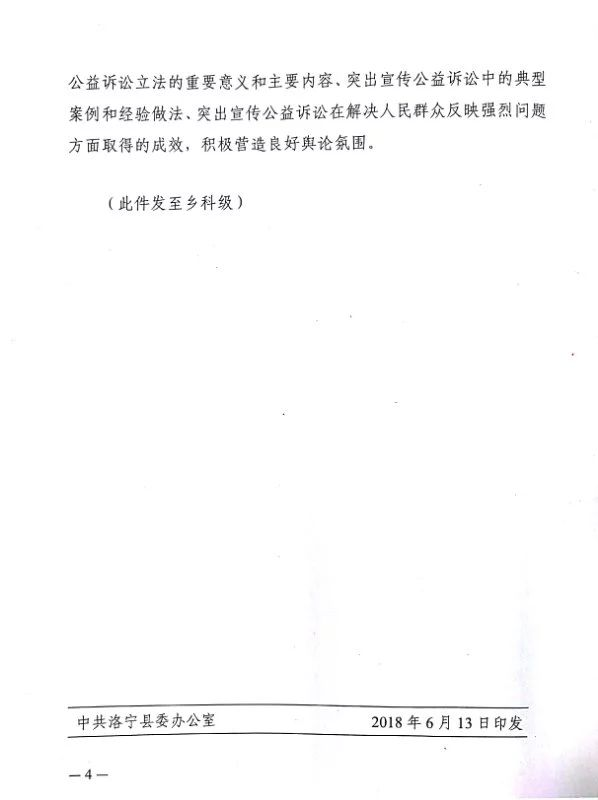 公益诉讼立法的重要意义和主要内容、突出宣传公益诉讼中的典型
案例和经验做法、突出宣传公益诉讼在解决人民群众反映强烈问题
方面取得的成效，积极营造良好舆论氛围。
（此件发至乡科级）
中共洛宁县委办公室 2018年6月13日印发
—4—